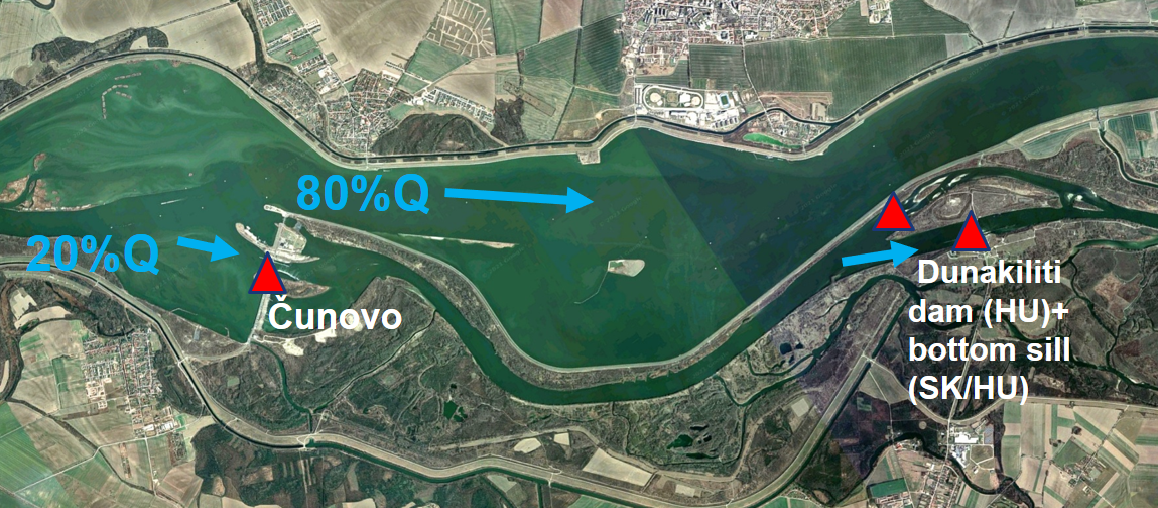 80%Q
20%Q
Čunovo
Dunakiliti
dam (HU)+
bottom sill
(SK/HU)